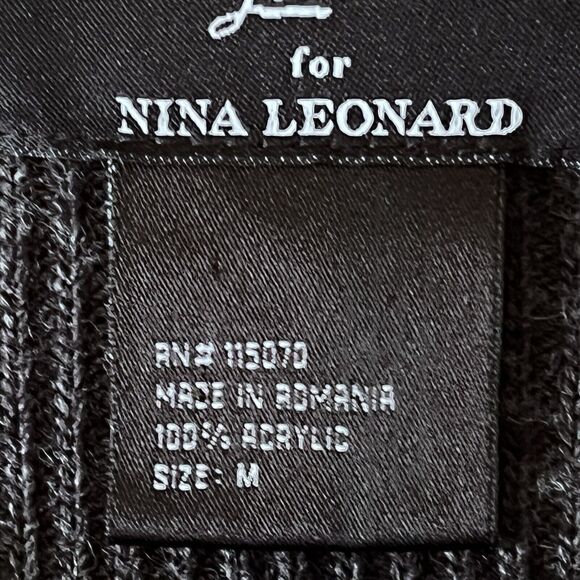 for
NINA LEONARD
RN# 115070
MADE IN ROMANIA
100% ACRYLIC
SIZE: M